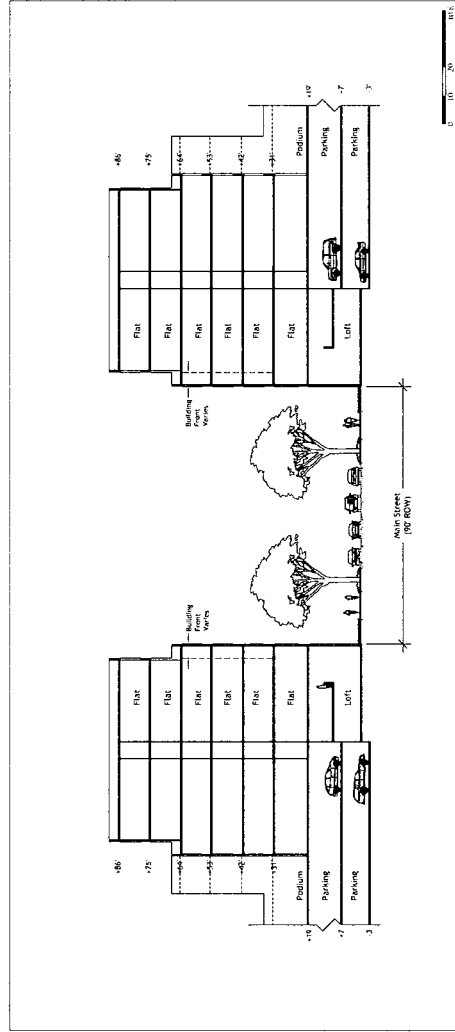 +86'
+75'
+64'
+53'
+42'
+31'
+19
+7
-3
Podium
Parking
Parking
Flat
Flat
Flat
Flat
Flat
Flat
Loft
Building
Front
Varies
Main Street
(90' ROW)
Building
Front
Varies
Flat
Flat
Flat
Flat
Flat
Flat
Loft
Podium
Parking
Parking
+86'
+75'
+64'
+53'
+42'
+31'
+19'
-3'
0
10
20